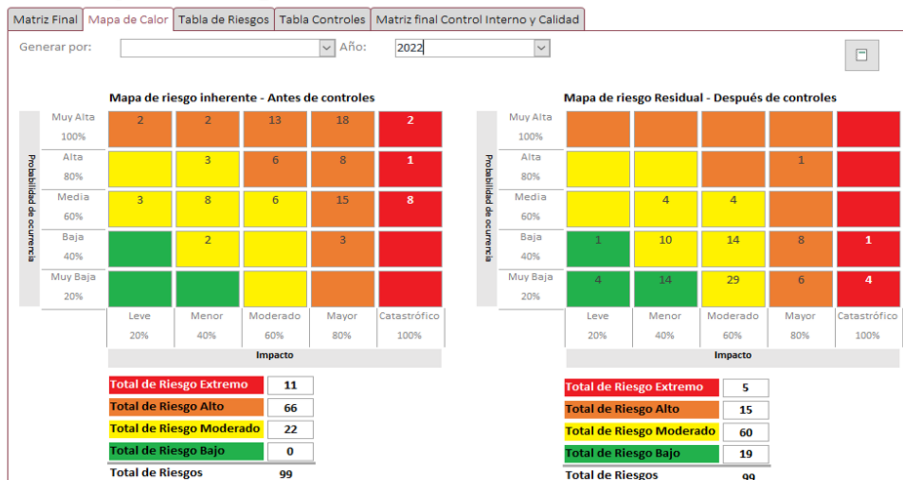 Matriz Final Mapa de Calor Tabla de Riesgos Tabla Controles Matriz final Control Interno y Calidad
Generar por: Año: 2022
Mapa de riesgo inherente - Antes de controles
Probabilidad de ocurrencia
Muy Alta 2 2 13 18 2
100%
Alta 3 6 8 1
80%
Media 3 8 6 15 8
60%
Baja 2 3
40%
Muy Baja
20%
Leve Menor Moderado Mayor Catastrófico
20% 40% 60% 80% 100%
Impacto
Total de Riesgo Extremo 11
Total de Riesgo Alto 66
Total de Riesgo Moderado 22
Total de Riesgo Bajo 0
Total de Riesgos 99
Mapa de riesgo Residual - Después de controles
Probabilidad de ocurrencia
Muy Alta
100%
Alta 1
80%
Media 4 4
60%
Baja 1 10 14 8 1
40%
Muy Baja 4 14 29 6 4
20%
Leve Menor Moderado Mayor Catastrófico
20% 40% 60% 80% 100%
Impacto
Total de Riesgo Extremo 5
Total de Riesgo Alto 15
Total de Riesgo Moderado 60
Total de Riesgo Bajo 19
Total de Riesgos 99